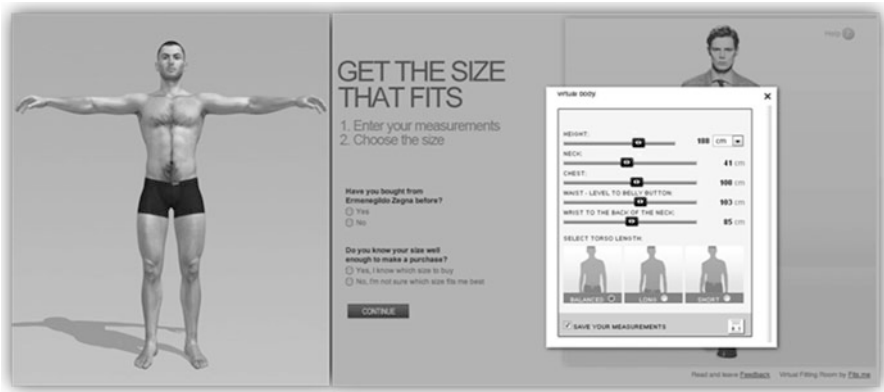 GET THE SIZE
THAT FITS
1. Enter your measurements
2. Choose the size
Have you bought from
Ermenegildo Zegna before?
Yes
No
Do you know your size well
enough to make a purchase?
Yes, I know which size to buy
No, I'm not sure which size fits me best
CONTINUE
Help ?
Virtual body
HEIGHT:
188 cm
NECK:
41 cm
CHEST:
108 cm
WAIST - LEVEL TO BELLY BUTTON:
103 cm
WRIST TO THE BACK OF THE NECK:
85 cm
SELECT TORSO LENGTH:
BALANCED LONG SHORT
SAVE YOUR MEASUREMENTS
Read and leave Feedback Virtual Fitting Room by Fits.me